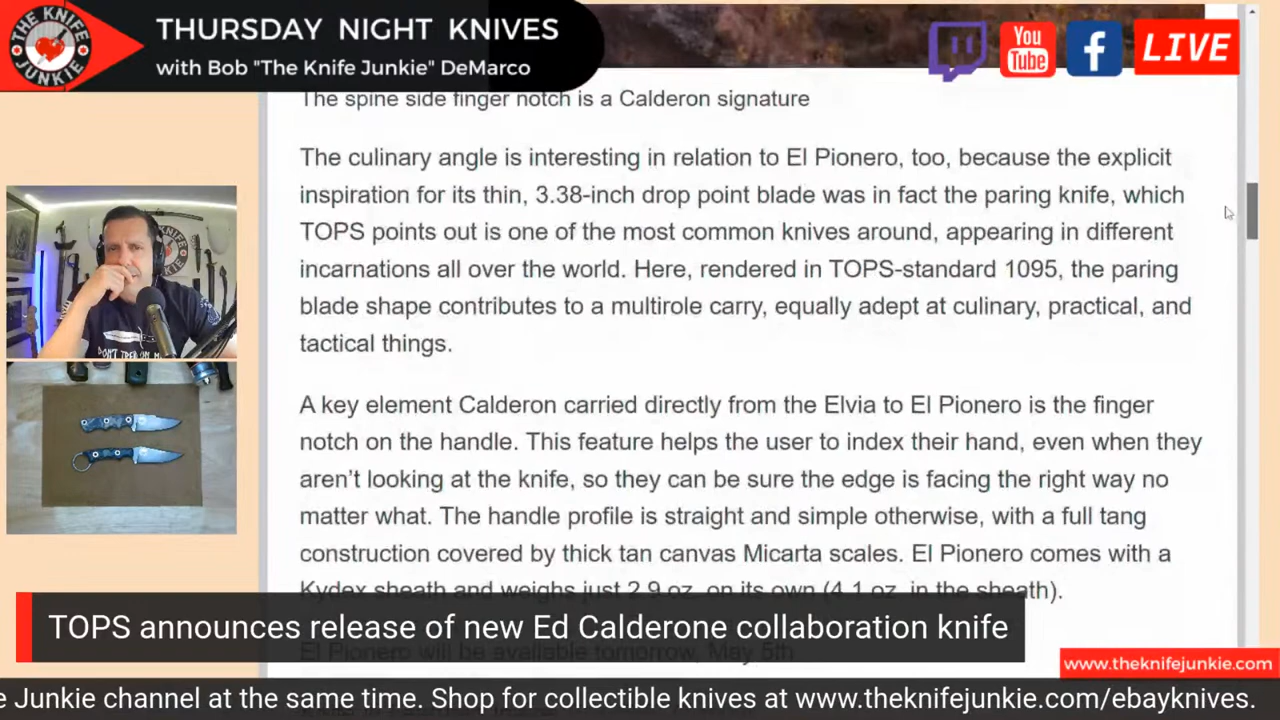 THE KNIFE JUNKIE
THURSDAY NIGHT KNIVES
with Bob "The Knife Junkie" DeMarco
You
Tube
f
LIVE
The spine side finger notch is a Calderon signature
The culinary angle is interesting in relation to El Pionero, too, because the explicit
inspiration for its thin, 3.38-inch drop point blade was in fact the paring knife, which
TOPS points out is one of the most common knives around, appearing in different
incarnations all over the world. Here, rendered in TOPS-standard 1095, the paring
blade shape contributes to a multirole carry, equally adept at culinary, practical, and
tactical things.
A key element Calderon carried directly from the Elvia to El Pionero is the finger
notch on the handle. This feature helps the user to index their hand, even when they
aren't looking at the knife, so they can be sure the edge is facing the right way no
matter what. The handle profile is straight and simple otherwise, with a full tang
construction covered by thick tan canvas Micarta scales. El Pionero comes with a
Kydex sheath and weighs just 2.9 oz. on its own (4.1 oz. in the sheath).
El Pionero will be available tomorrow, May 5th
TOPS announces release of new Ed Calderone collaboration knife
www.theknifejunkie.com
e Junkie channel at the same time. Shop for collectible knives at www.theknifejunkie.com/ebayknives.